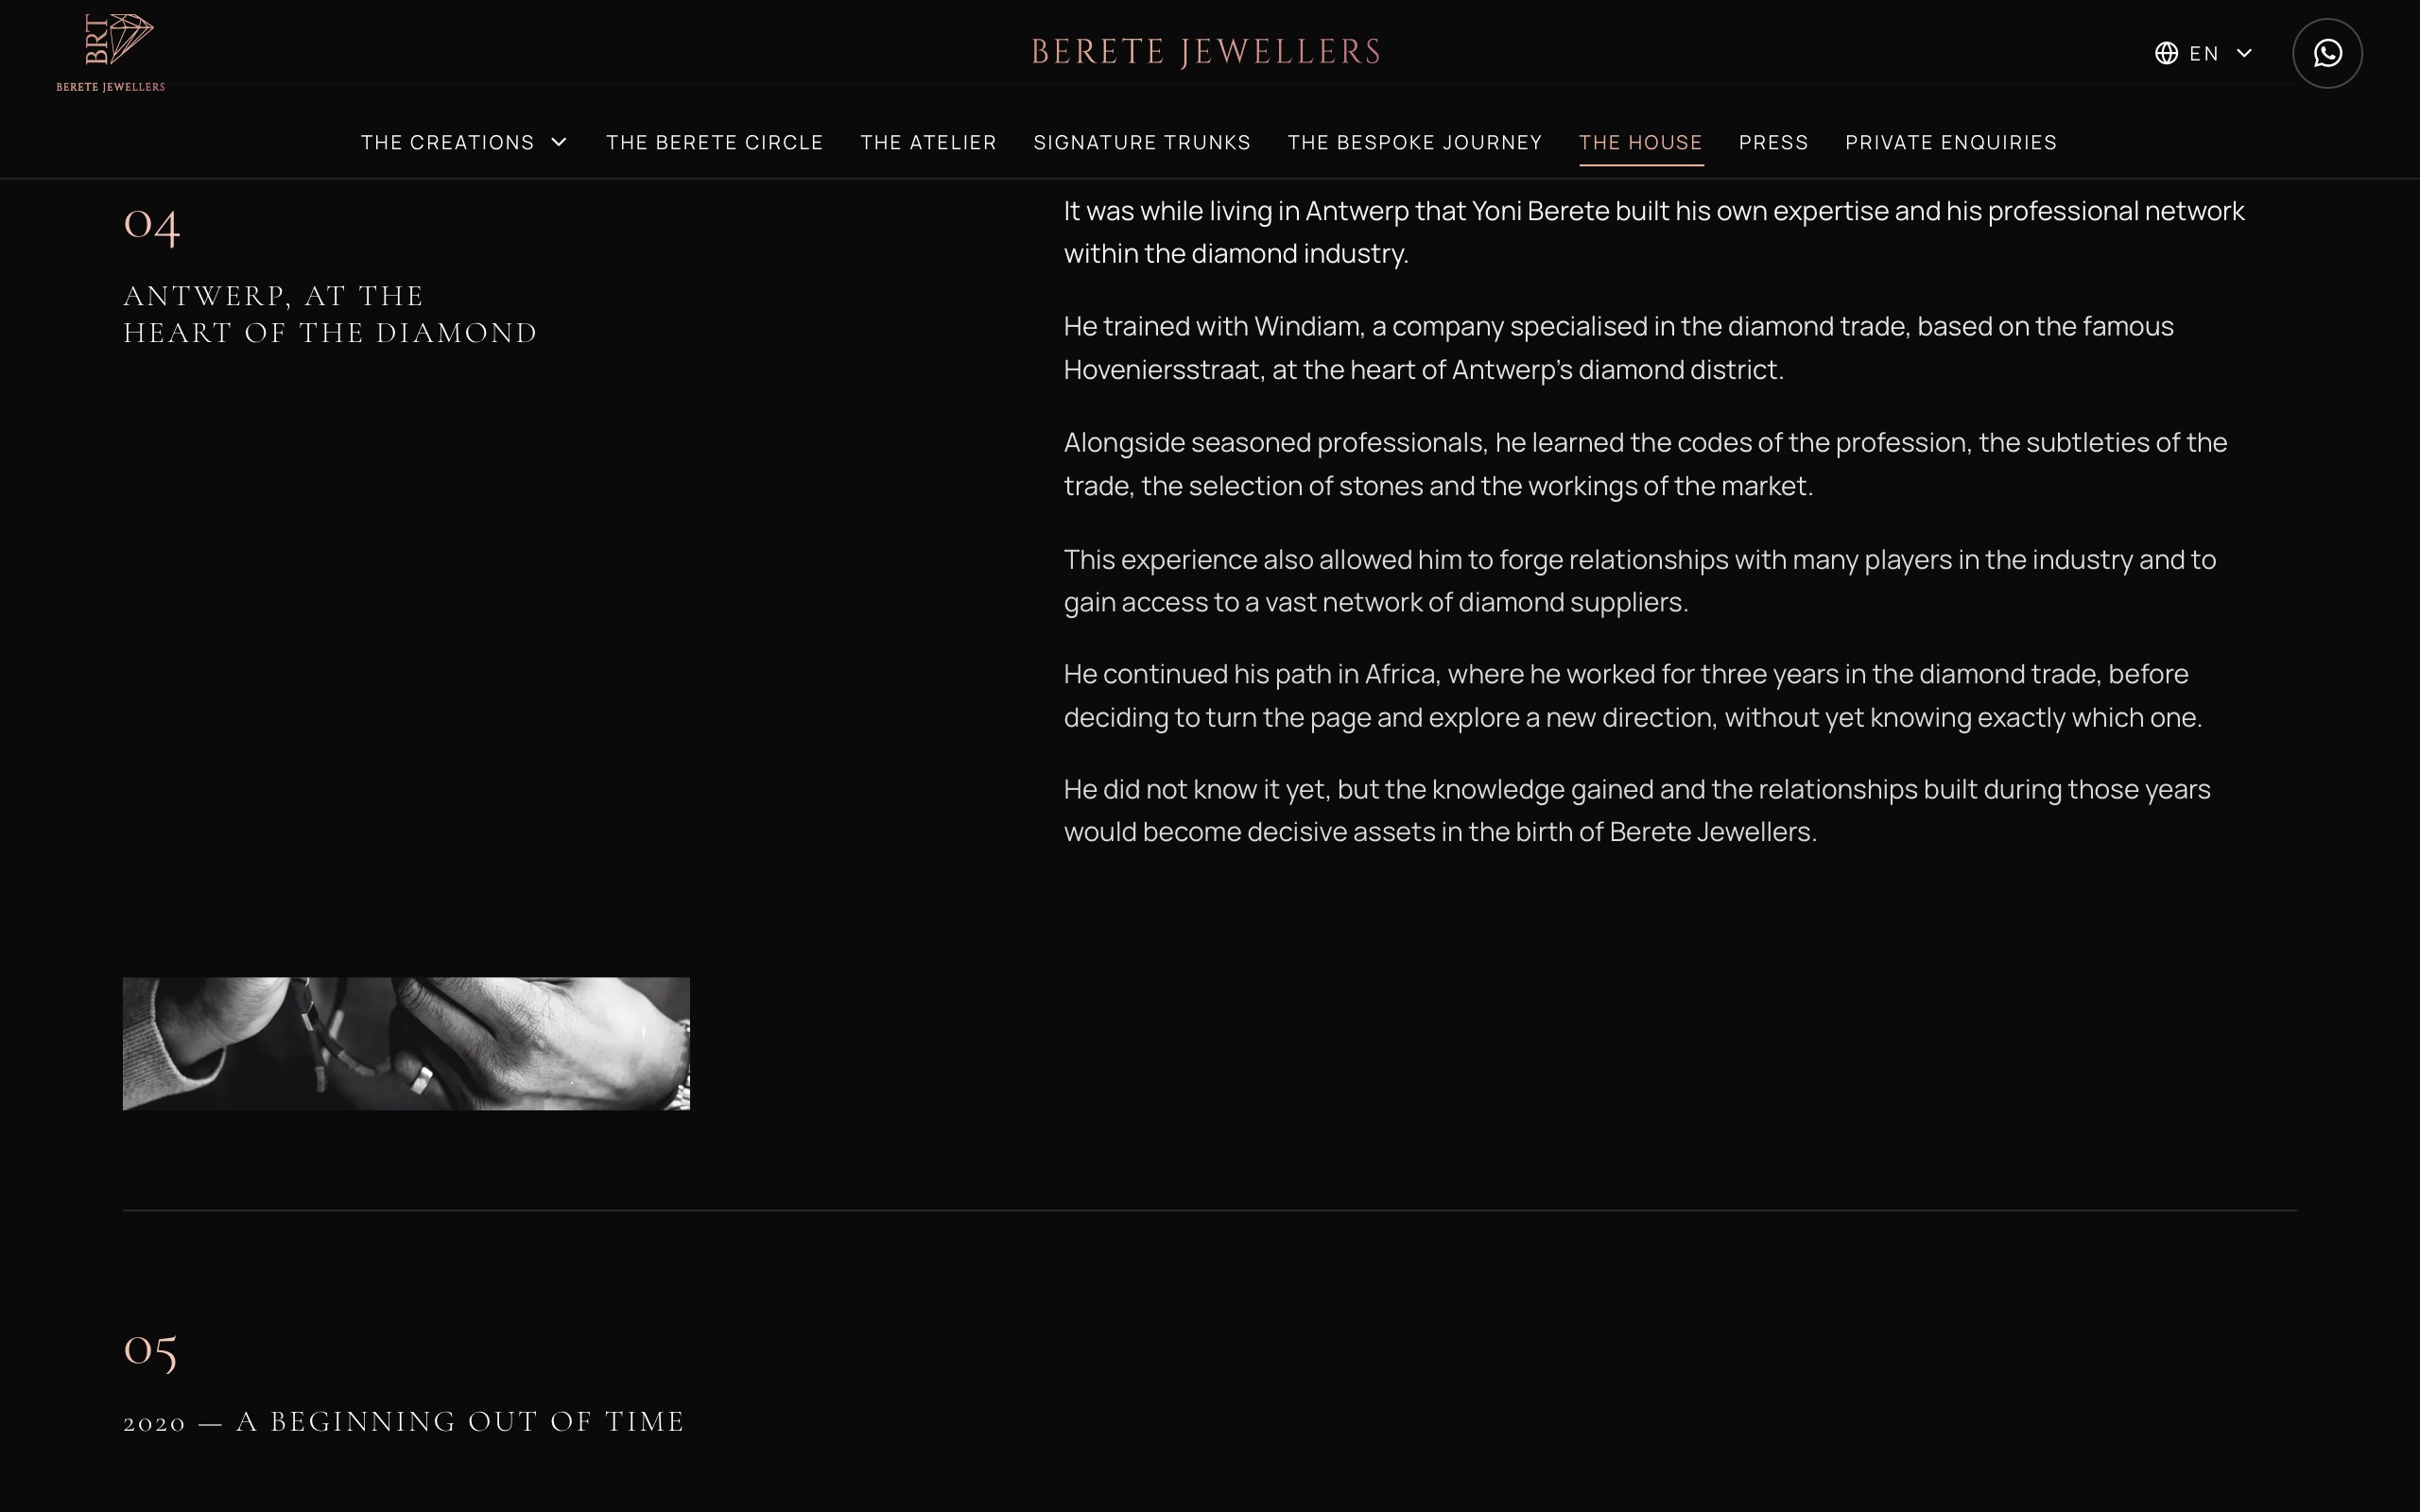 BRT
BERETE JEWELLERS
BERETE JEWELLERS
EN
THE CREATIONS THE BERETE CIRCLE THE ATELIER SIGNATURE TRUNKS THE BESPOKE JOURNEY THE HOUSE PRESS PRIVATE ENQUIRIES
04
ANTWERP, AT THE
HEART OF THE DIAMOND
It was while living in Antwerp that Yoni Berete built his own expertise and his professional network
within the diamond industry.
He trained with Windiam, a company specialised in the diamond trade, based on the famous
Hoveniersstraat, at the heart of Antwerp’s diamond district.
Alongside seasoned professionals, he learned the codes of the profession, the subtleties of the
trade, the selection of stones and the workings of the market.
This experience also allowed him to forge relationships with many players in the industry and to
gain access to a vast network of diamond suppliers.
He continued his path in Africa, where he worked for three years in the diamond trade, before
deciding to turn the page and explore a new direction, without yet knowing exactly which one.
He did not know it yet, but the knowledge gained and the relationships built during those years
would become decisive assets in the birth of Berete Jewellers.
05
2020 — A BEGINNING OUT OF TIME